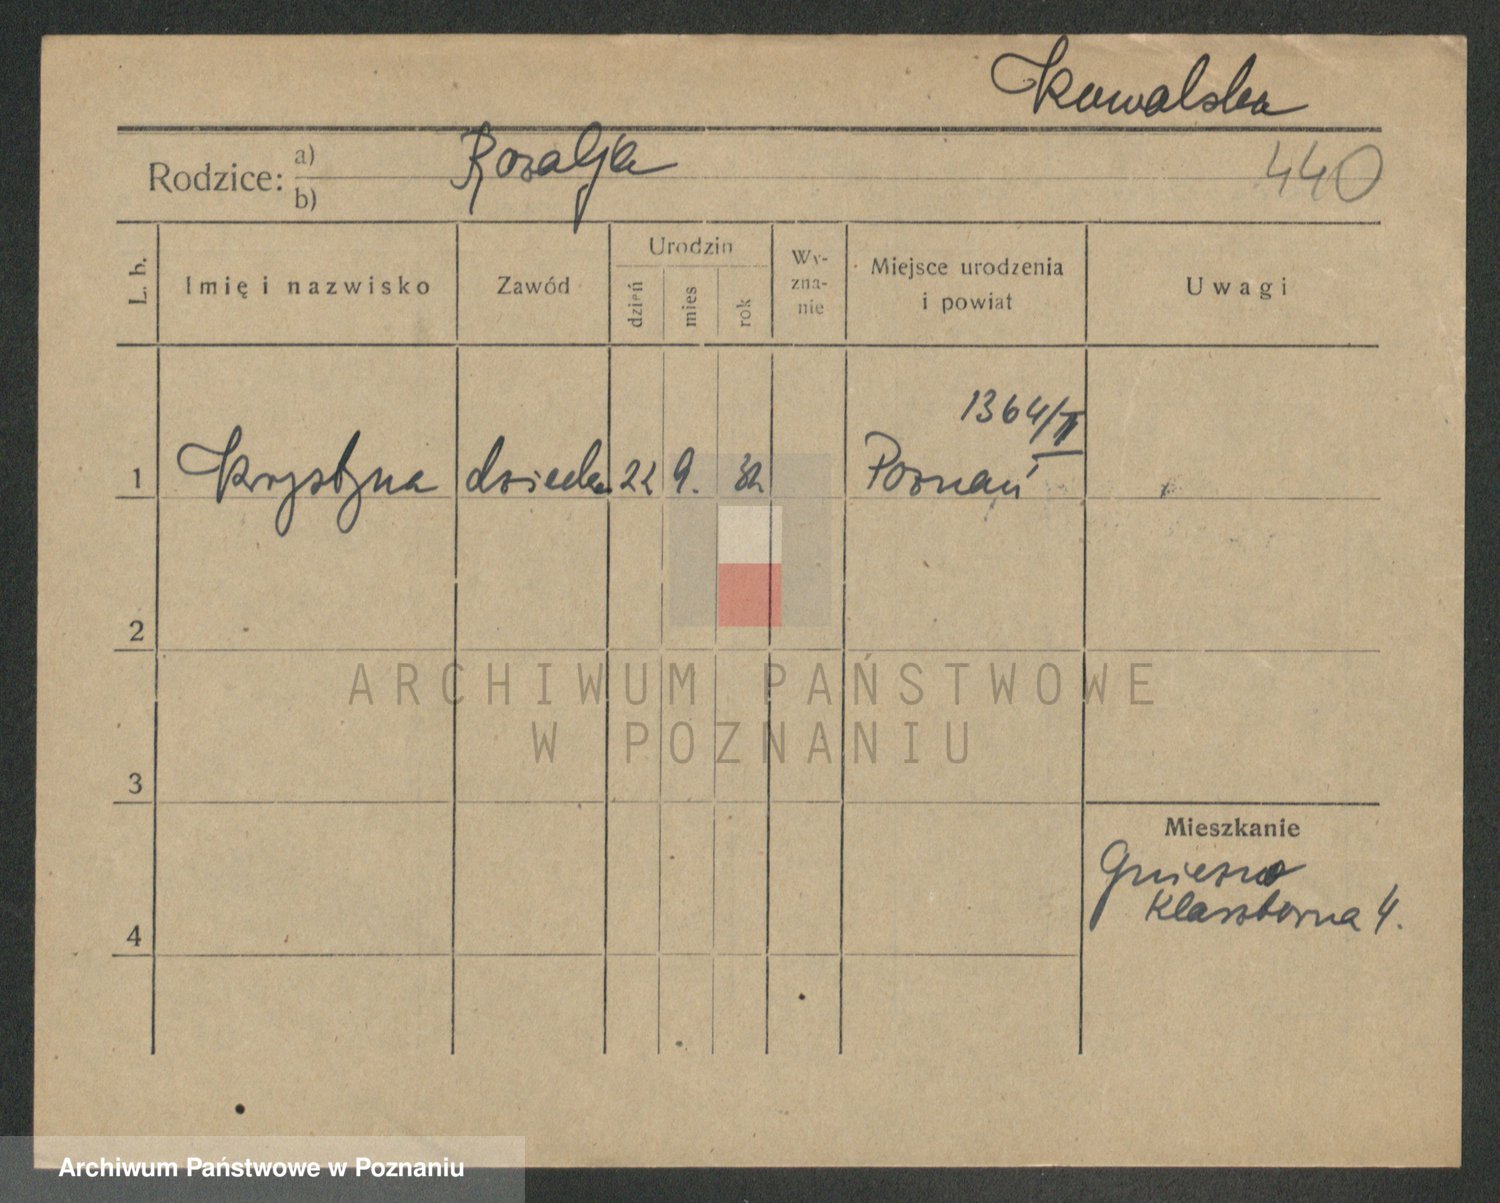 Kowalska
440
Rodzice: a) Rozalja
b)
L. b.
Imię i nazwisko
Zawód
Urodzin
dzień
mies
rok
Wy-
zna-
nie
Miejsce urodzenia
i powiat
Uwagi
1364/II
1 Krystyna dziecko 22 9. 32 Poznań
2
ARCHIWUM PAŃSTWOWE
W POZNANIU
3
Mieszkanie
Gniezno
Klasztorna 4.
4
Archiwum Państwowe w Poznaniu